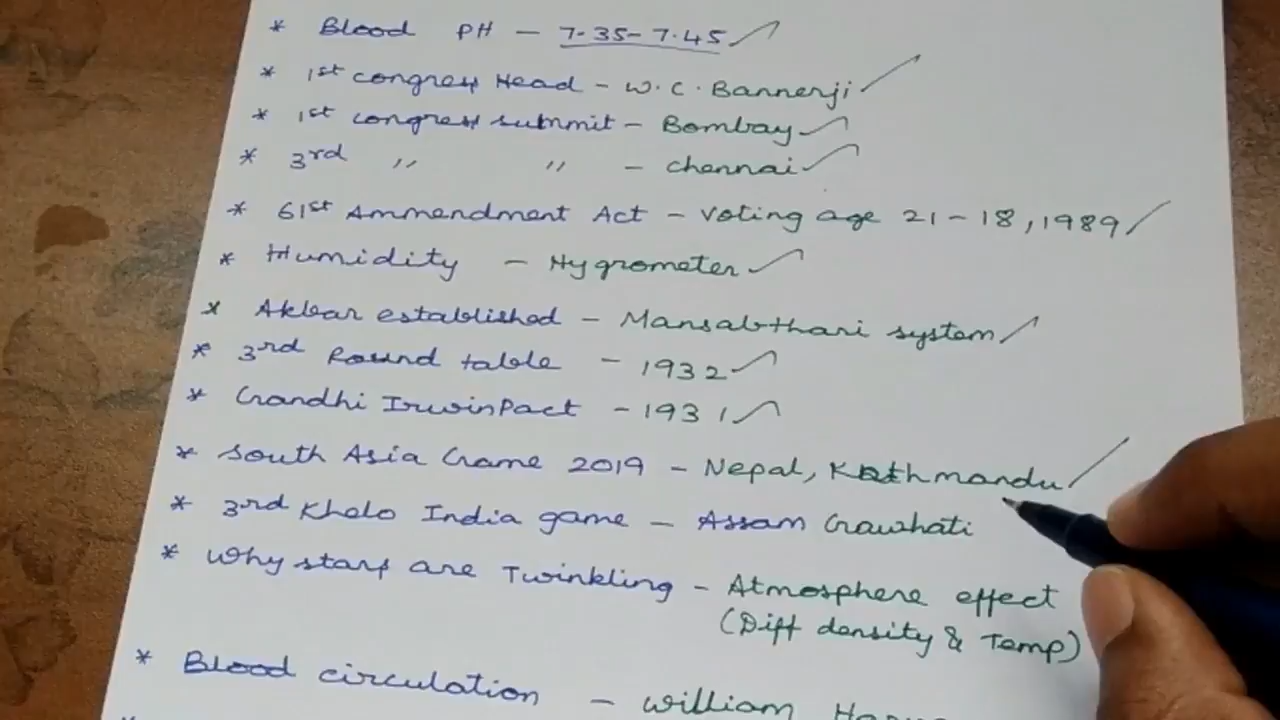 * Blood PH - 7.35-7.45
* 1st congress Head - W.C. Bannerji
* 1st congress summit - Bombay
* 3rd ,, ,, - chennai
* 61st Ammendment Act - Voting age 21-18, 1989
* Humidity - Hygrometer
* Akbar established - Mansabthari system
* 3rd Round table - 1932
* Gandhi Irwin Pact - 1931
* South Asia Game 2019 - Nepal, Kathmandu
* 3rd Khelo India game - Assam Gawhati
* Why stars are Twinkling - Atmosphere effect
(Diff density & Temp)
* Blood circulation - William